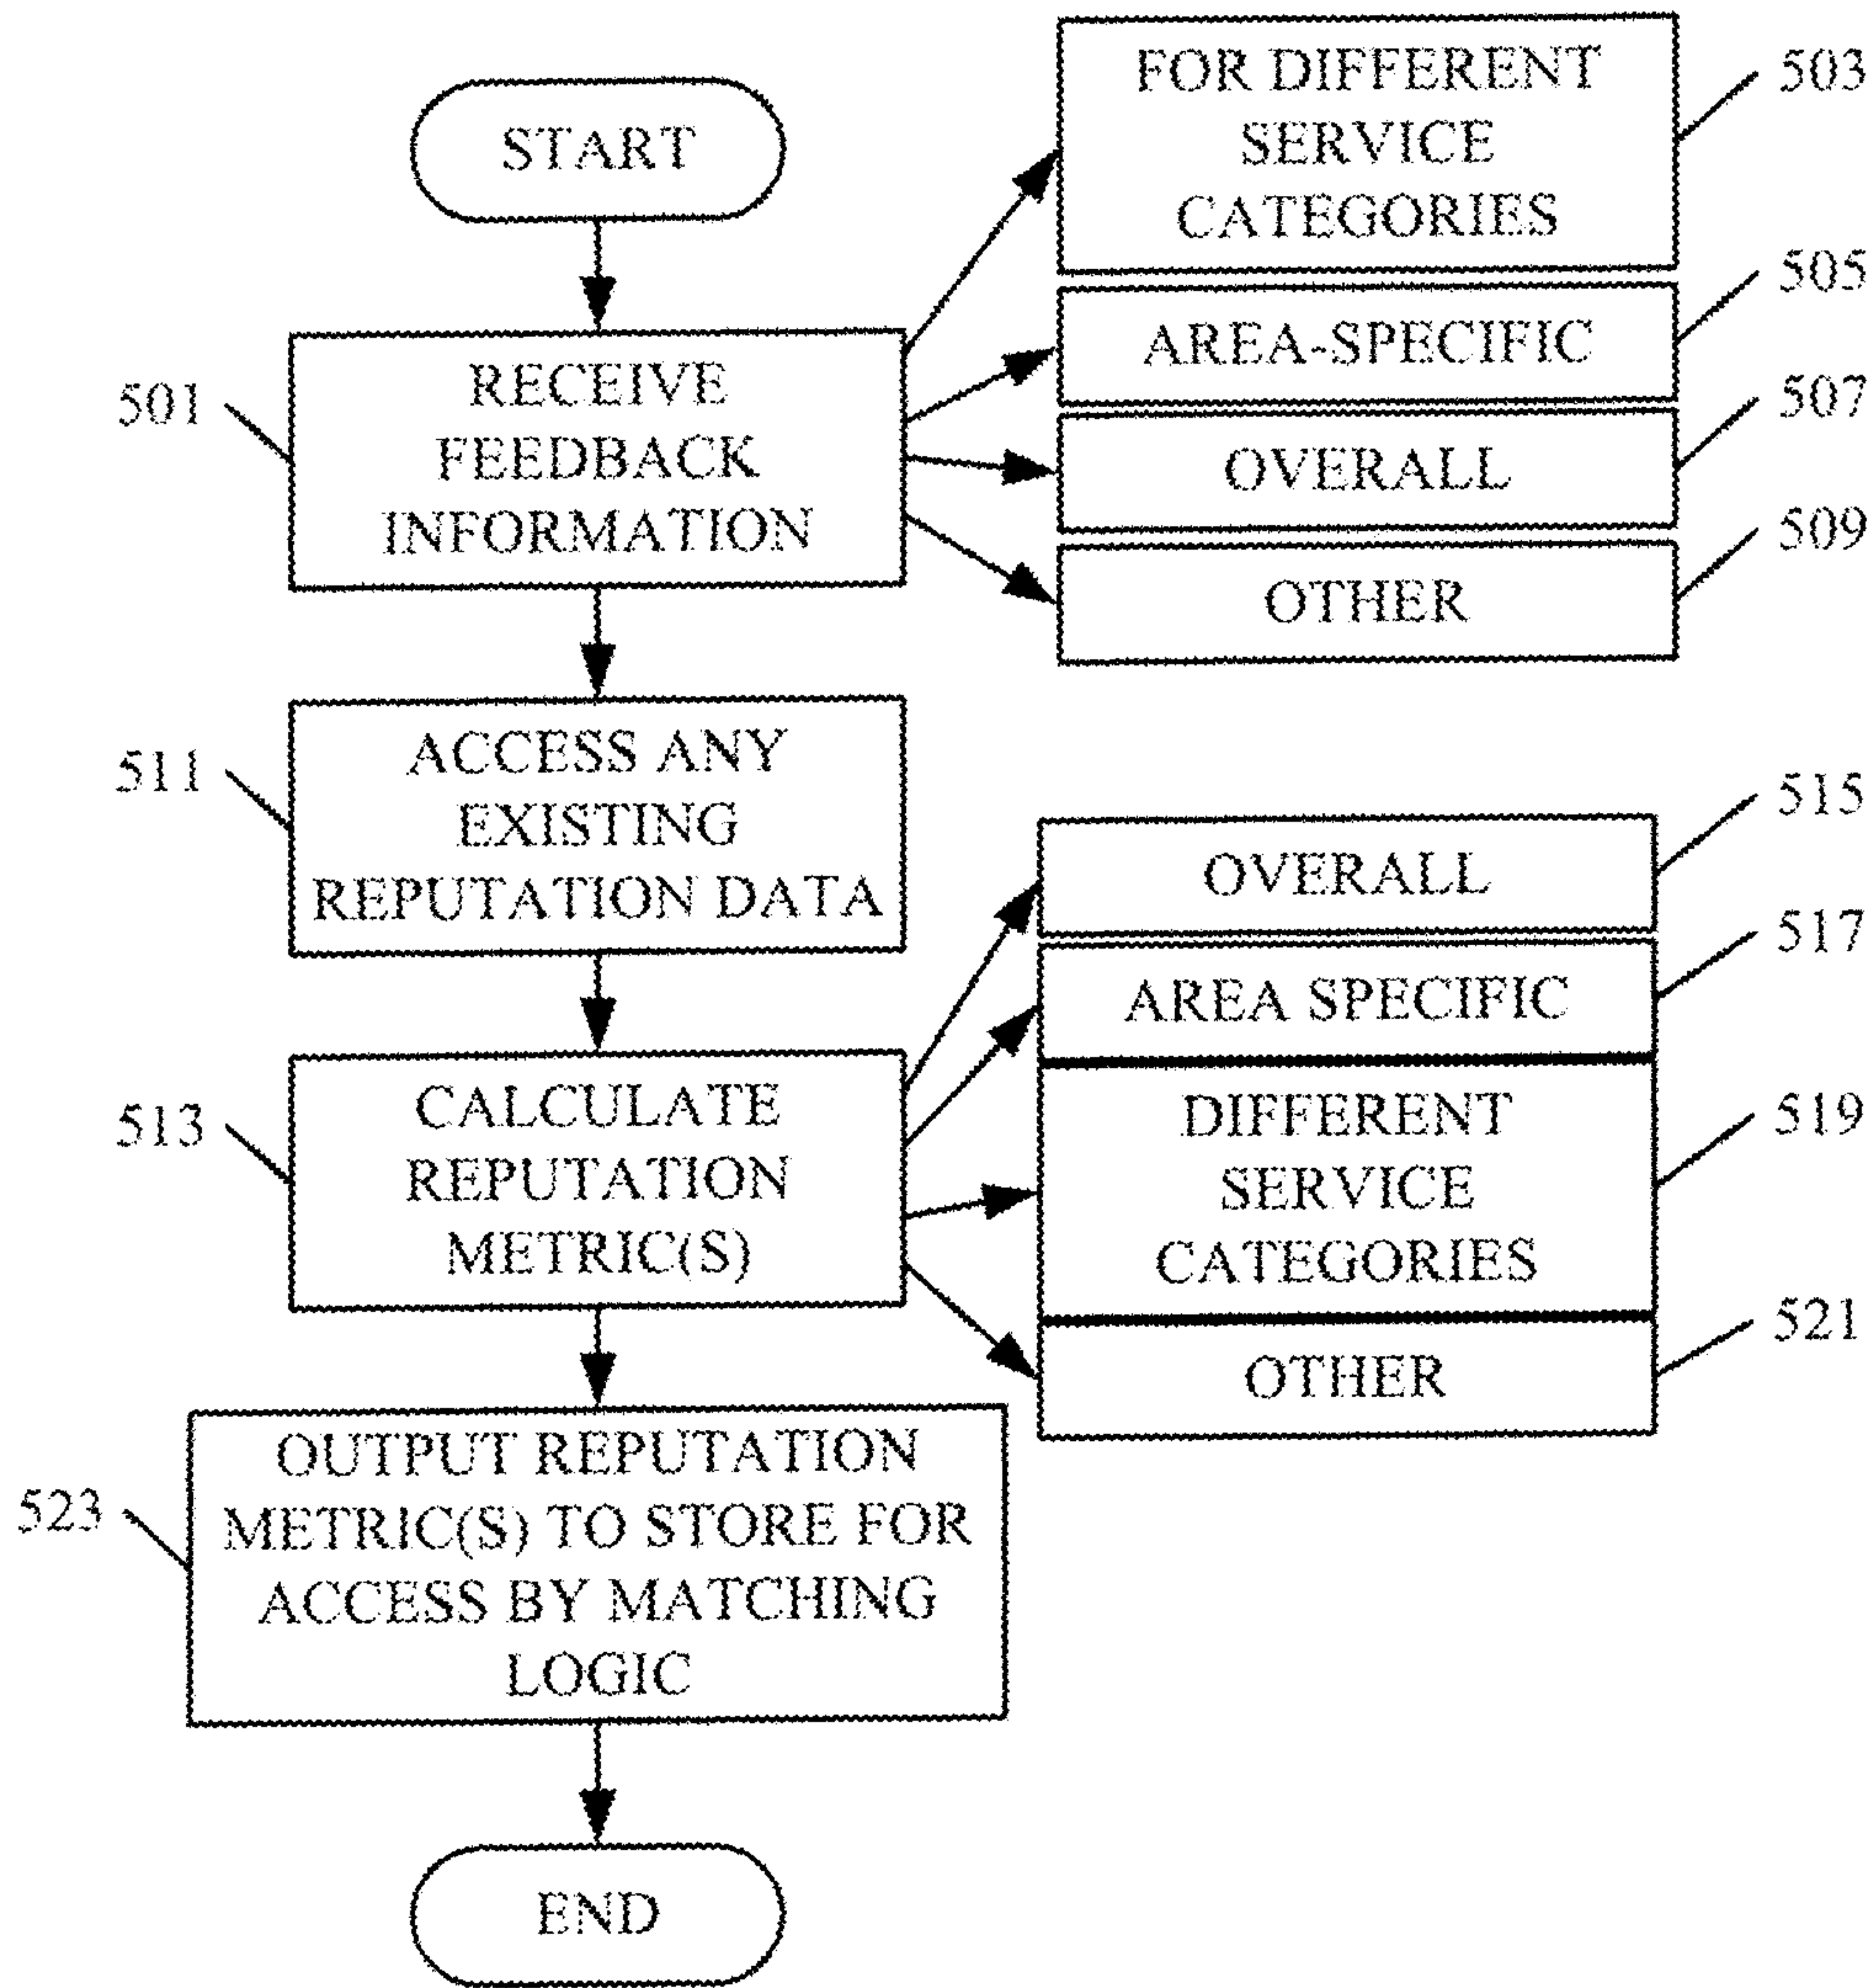 START
501
RECEIVE
FEEDBACK
INFORMATION
FOR DIFFERENT
SERVICE
CATEGORIES
503
AREA-SPECIFIC
505
OVERALL
507
OTHER
509
511
ACCESS ANY
EXISTING
REPUTATION DATA
513
CALCULATE
REPUTATION
METRIC(S)
OVERALL
515
AREA SPECIFIC
517
DIFFERENT
SERVICE
CATEGORIES
519
OTHER
521
523
OUTPUT REPUTATION
METRIC(S) TO STORE FOR
ACCESS BY MATCHING
LOGIC
END